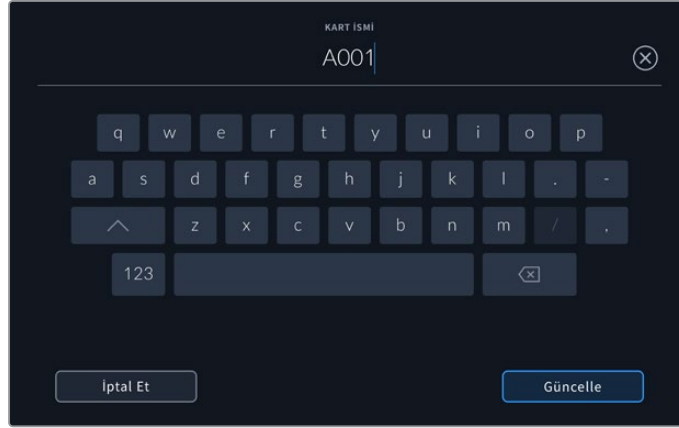 KART İSMİ
A001
q w e r t y u i o p
a s d f g h j k l . -
z x c v b n m / ,
123
İptal Et
Güncelle